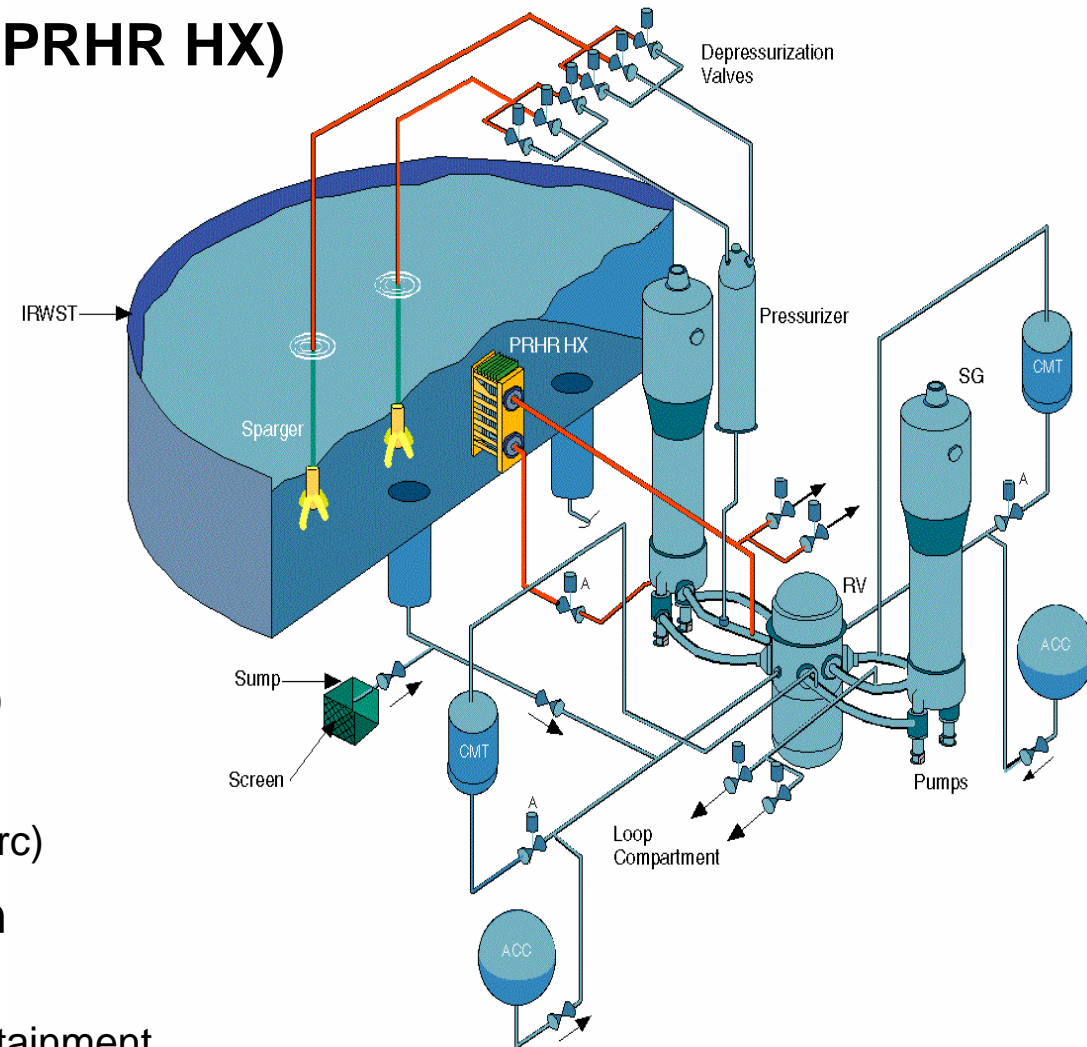 PRHR HX)
Depressurization
Valves
IRWST
Pressurizer
PRHR HX
CMT
SG
Sparger
A
A
RV
ACC
Sump
CMT
Screen
Pumps
A
rc)
Loop
Compartment
ACC
tainment